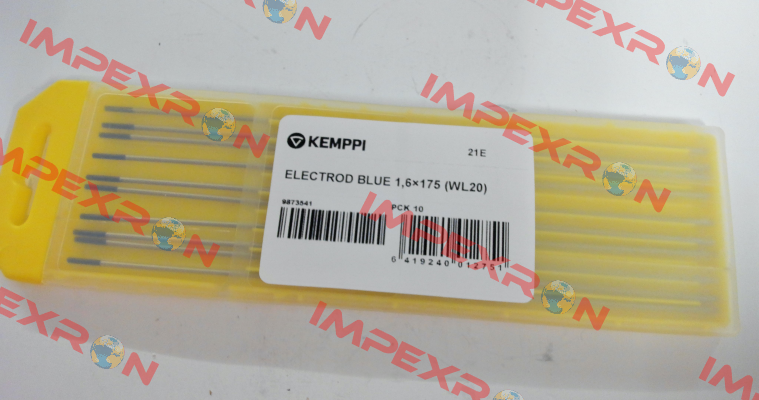 KEMPPI
21E
ELECTROD BLUE 1,6×175 (WL20)
9873541
PCK 10
6 419240 012751
IMPEXRON
IMPEXRON
IMPEXRON
IMPEXRON
IMPEXRON
IMPEXRON